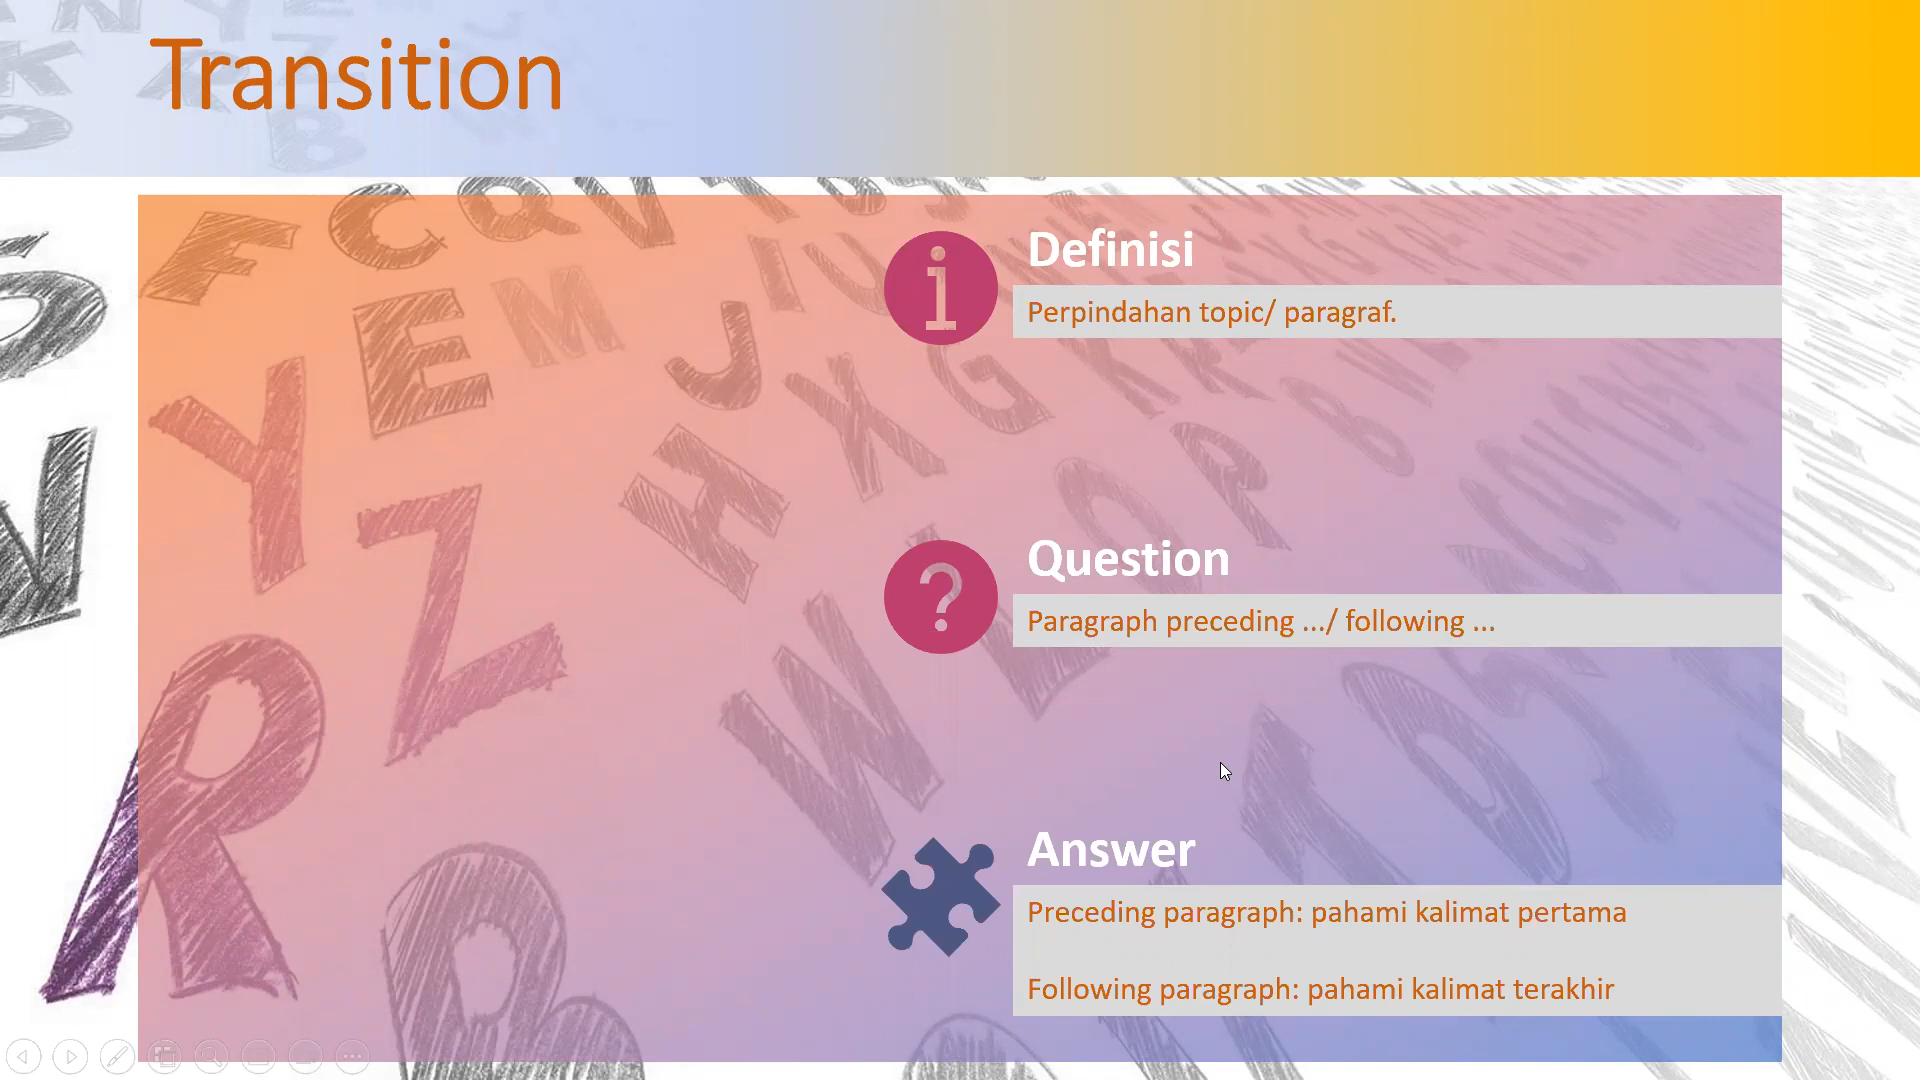 Transition
Definisi
Perpindahan topic/ paragraf.
Question
Paragraph preceding .../ following ...
Answer
Preceding paragraph: pahami kalimat pertama
Following paragraph: pahami kalimat terakhir